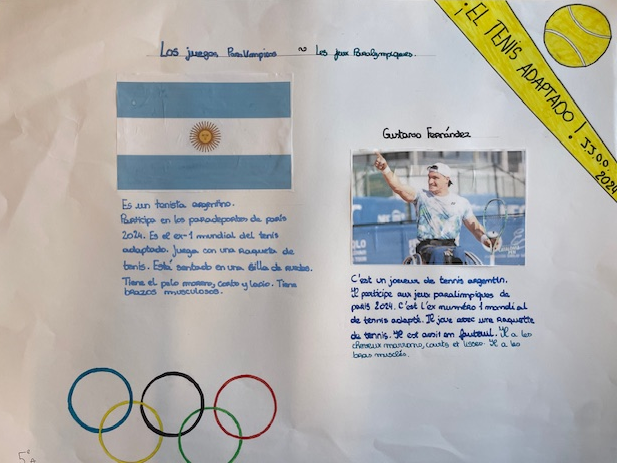 Los juegos Paralímpicos ~ Les jeux Paralympiques.
¡ EL TENIS ADAPTADO ! JJ.O.O 2024
Gustavo Fernández
Es un tenista argentino.
Participa en los paradeportes de parís
2024. Es el ex-1 mundial del tenis
adaptado. Juega con una raqueta de
tenis. Está sentado en una silla de ruedas.
Tiene el pelo moreno, corto y lacio. Tiene
brazos musculosos.
C'est un joueur de tennis argentin.
Il participe aux jeux paralimpiques de
paris 2024. C'est l'ex numéro 1 mondial
de tennis adapté. Il joue avec une raquette
de tennis. Il est assit en fauteuil. Il a les
cheveux marrons, courts et lisses. Il a les
bras musclés.
5°A